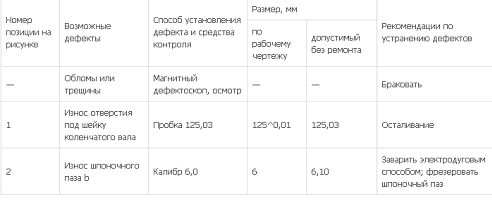 Номер
позиции на
рисунке
Возможные
дефекты
Способ установления
дефекта и средства
контроля
Размер, мм
по
рабочему
чертежу
допустимый
без ремонта
Рекомендации по
устранению дефектов
—
Обломы или
трещины
Магнитный
дефектоскоп, осмотр
—
—
Браковать
1
Износ отверстия
под шейку
коленчатого вала
Пробка 125,03
125^0,01
125,03
Осталивание
2
Износ шпоночного
паза b
Калибр 6,0
6
6,10
Заварить электродуговым
способом; фрезеровать
шпоночный паз